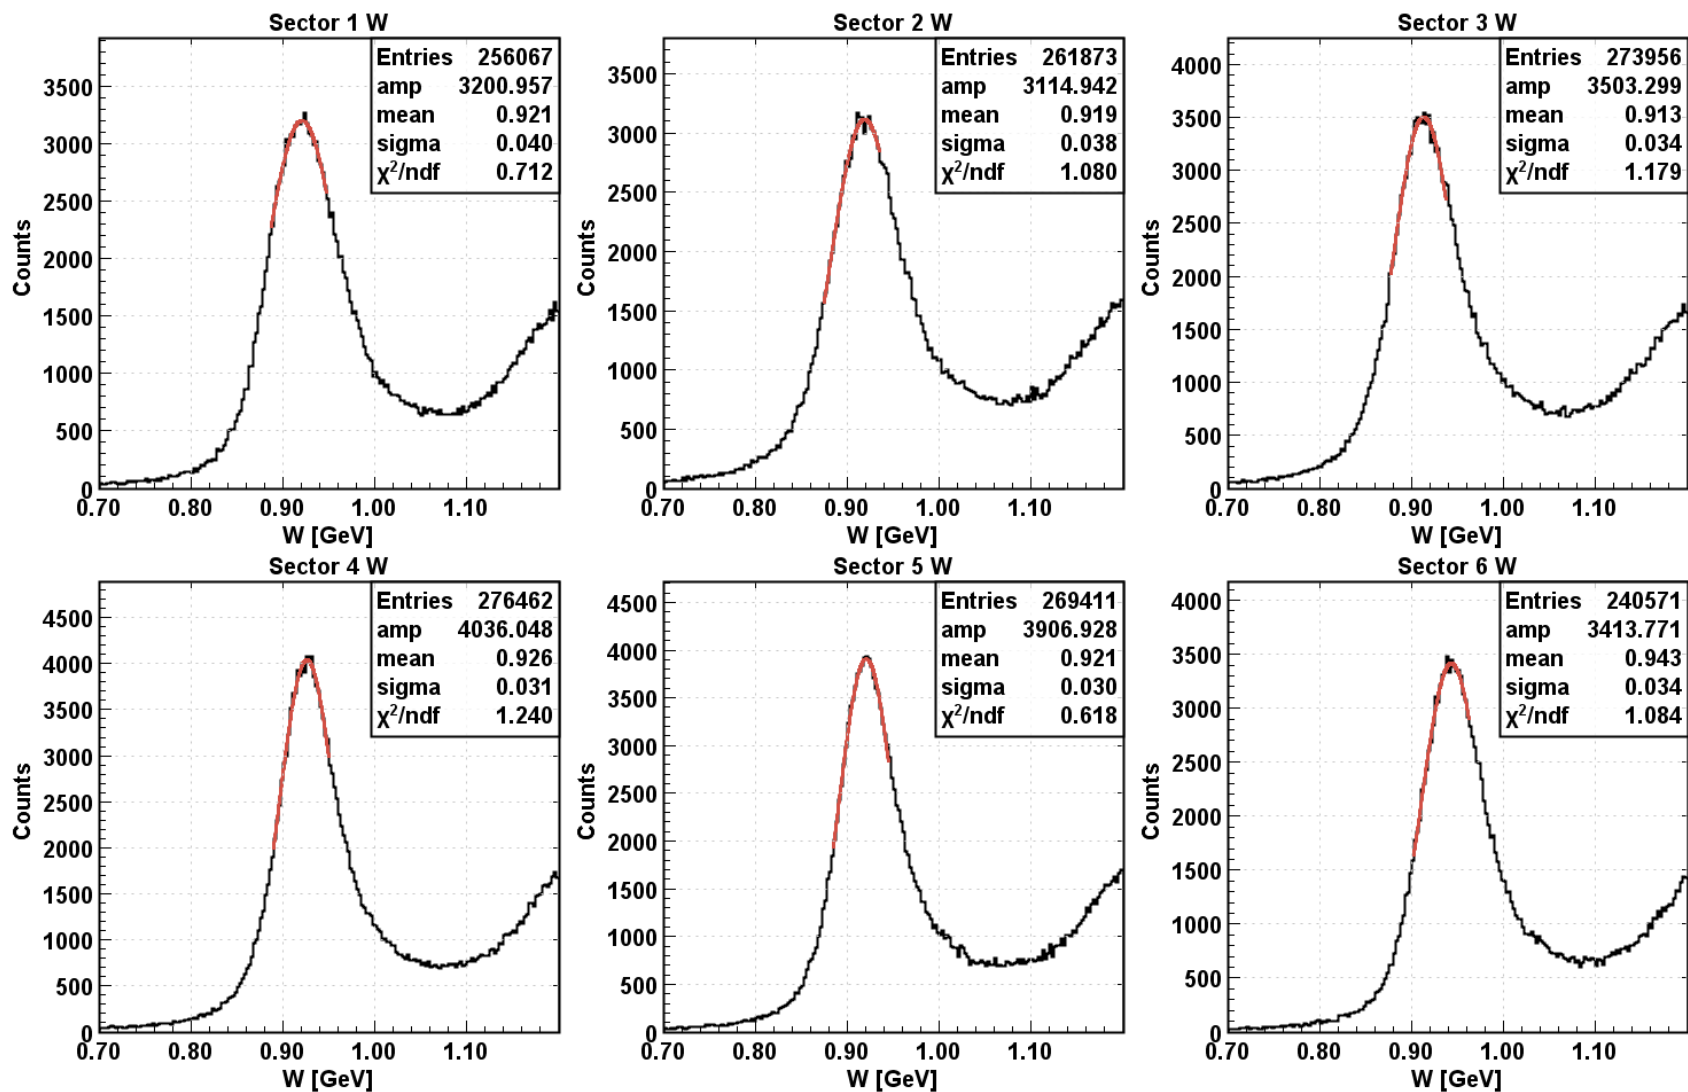 Sector 1 W
Entries 256067
amp 3200.957
mean 0.921
sigma 0.040
χ²/ndf 0.712
3500
3000
2500
2000
1500
1000
500
0
Counts
0.70 0.80 0.90 1.00 1.10
W [GeV]
Sector 2 W
Entries 261873
amp 3114.942
mean 0.919
sigma 0.038
χ²/ndf 1.080
3500
3000
2500
2000
1500
1000
500
0
Counts
0.70 0.80 0.90 1.00 1.10
W [GeV]
Sector 3 W
Entries 273956
amp 3503.299
mean 0.913
sigma 0.034
χ²/ndf 1.179
4000
3500
3000
2500
2000
1500
1000
500
0
Counts
0.70 0.80 0.90 1.00 1.10
W [GeV]
Sector 4 W
Entries 276462
amp 4036.048
mean 0.926
sigma 0.031
χ²/ndf 1.240
4500
4000
3500
3000
2500
2000
1500
1000
500
0
Counts
0.70 0.80 0.90 1.00 1.10
W [GeV]
Sector 5 W
Entries 269411
amp 3906.928
mean 0.921
sigma 0.030
χ²/ndf 0.618
4500
4000
3500
3000
2500
2000
1500
1000
500
0
Counts
0.70 0.80 0.90 1.00 1.10
W [GeV]
Sector 6 W
Entries 240571
amp 3413.771
mean 0.943
sigma 0.034
χ²/ndf 1.084
4000
3500
3000
2500
2000
1500
1000
500
0
Counts
0.70 0.80 0.90 1.00 1.10
W [GeV]